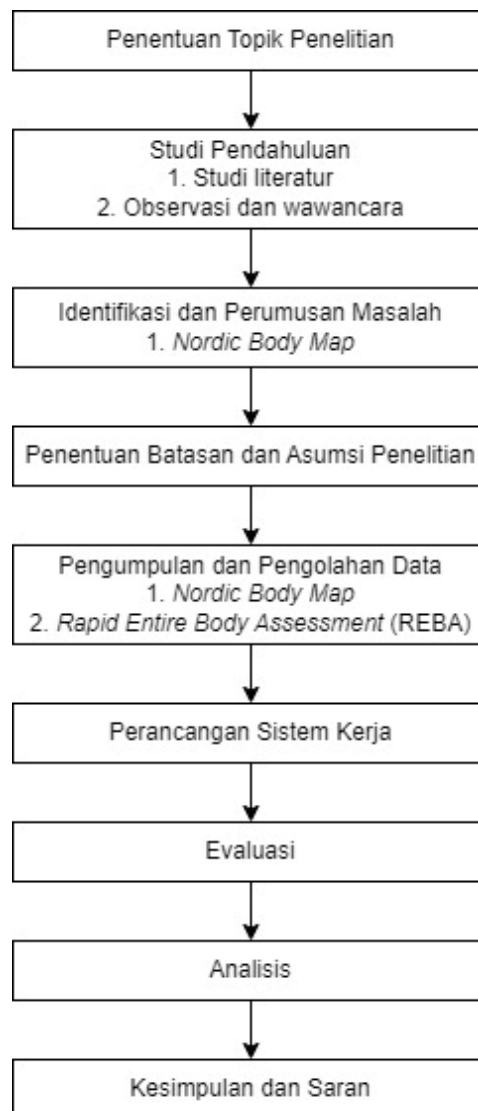 Penentuan Topik Penelitian
Studi Pendahuluan
1. Studi literatur
2. Observasi dan wawancara
Identifikasi dan Perumusan Masalah
1. Nordic Body Map
Penentuan Batasan dan Asumsi Penelitian
Pengumpulan dan Pengolahan Data
1. Nordic Body Map
2. Rapid Entire Body Assessment (REBA)
Perancangan Sistem Kerja
Evaluasi
Analisis
Kesimpulan dan Saran